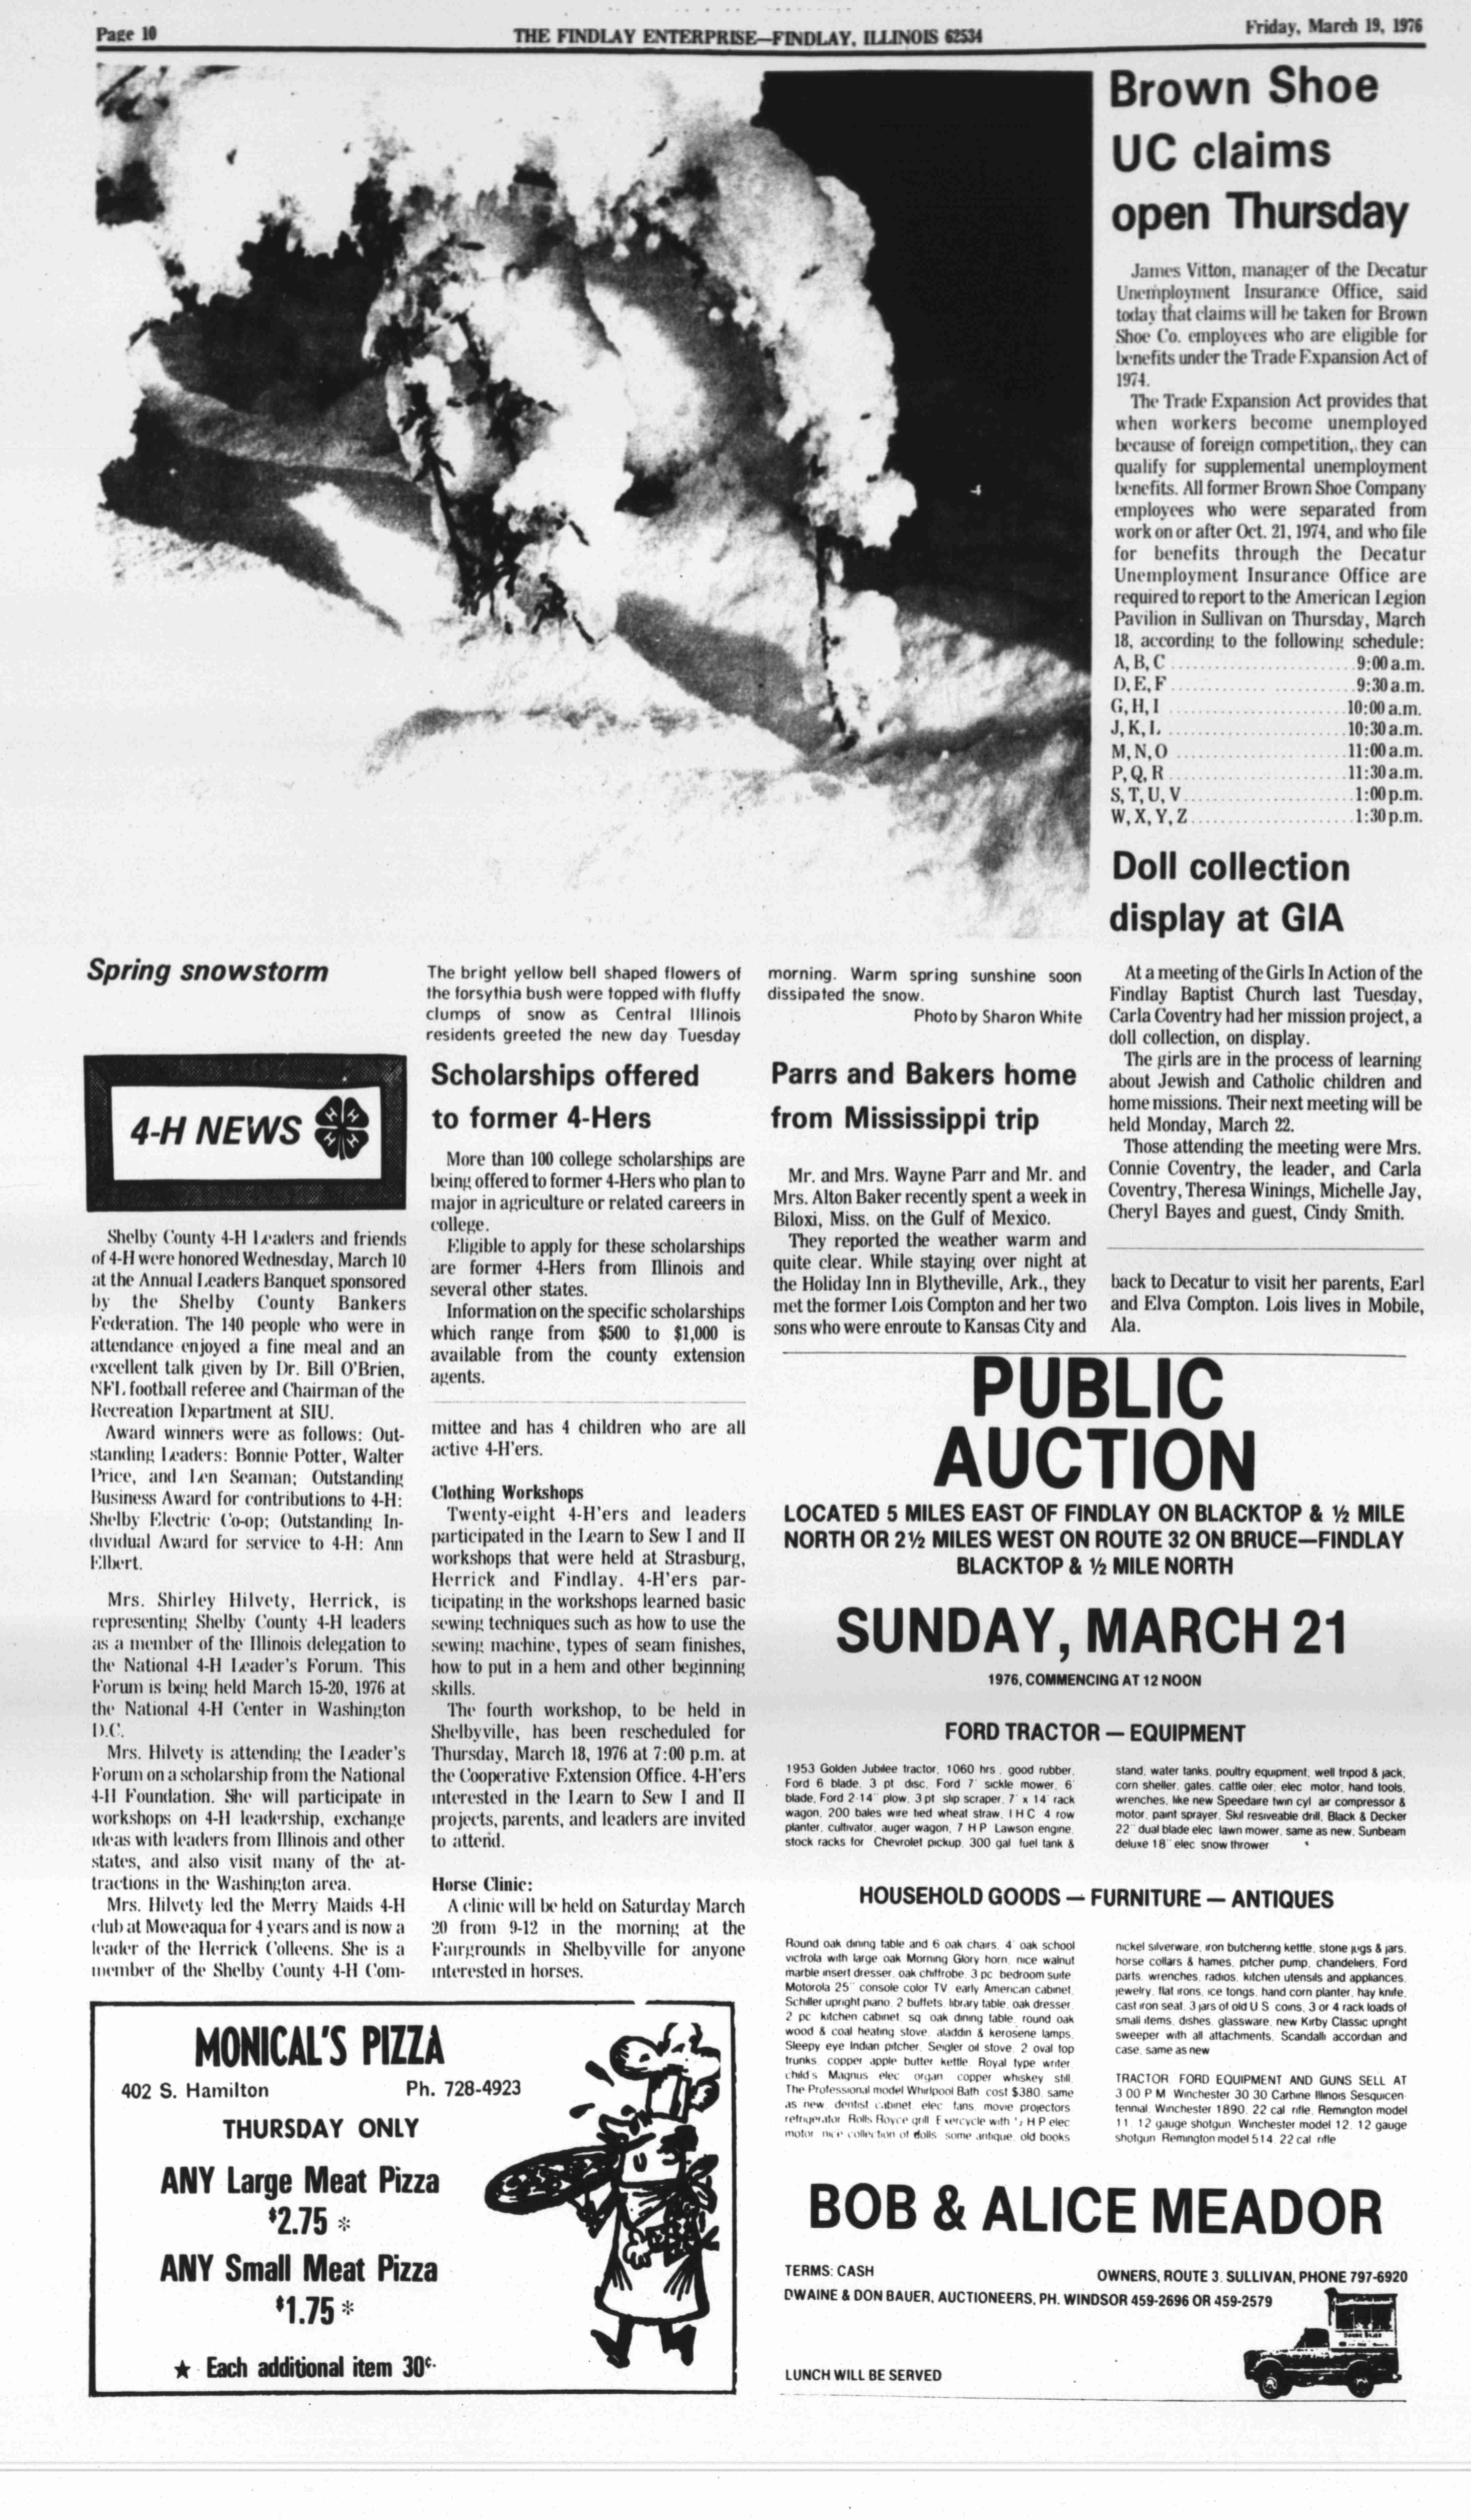 Page 10
THE FINDLAY ENTERPRISE—FINDLAY, ILLINOIS 62534
Friday, March 19, 1976
Brown Shoe
UC claims
open Thursday
James Vitton, manager of the Decatur
Unemployment Insurance Office, said
today that claims will be taken for Brown
Shoe Co. employees who are eligible for
benefits under the Trade Expansion Act of
1974.
The Trade Expansion Act provides that
when workers become unemployed
because of foreign competition, they can
qualify for supplemental unemployment
benefits. All former Brown Shoe Company
employees who were separated from
work on or after Oct. 21, 1974, and who file
for benefits through the Decatur
Unemployment Insurance Office are
required to report to the American Legion
Pavilion in Sullivan on Thursday, March
18, according to the following schedule:
A, B, C 9:00 a.m.
D, E, F 9:30 a.m.
G, H, I 10:00 a.m.
J, K, L 10:30 a.m.
M, N, O 11:00 a.m.
P, Q, R 11:30 a.m.
S, T, U, V 1:00 p.m.
W, X, Y, Z 1:30 p.m.
Doll collection
display at GIA
At a meeting of the Girls In Action of the
Findlay Baptist Church last Tuesday,
Carla Coventry had her mission project, a
doll collection, on display.
The girls are in the process of learning
about Jewish and Catholic children and
home missions. Their next meeting will be
held Monday, March 22.
Those attending the meeting were Mrs.
Connie Coventry, the leader, and Carla
Coventry, Theresa Winings, Michelle Jay,
Cheryl Bayes and guest, Cindy Smith.
Spring snowstorm
The bright yellow bell shaped flowers of
the forsythia bush were topped with fluffy
clumps of snow as Central Illinois
residents greeted the new day Tuesday
morning. Warm spring sunshine soon
dissipated the snow.
Photo by Sharon White
4-H NEWS
Shelby County 4-H Leaders and friends
of 4-H were honored Wednesday, March 10
at the Annual Leaders Banquet sponsored
by the Shelby County Bankers
Federation. The 140 people who were in
attendance enjoyed a fine meal and an
excellent talk given by Dr. Bill O'Brien,
NFL football referee and Chairman of the
Recreation Department at SIU.
Award winners were as follows: Out-
standing Leaders: Bonnie Potter, Walter
Price, and Len Seaman; Outstanding
Business Award for contributions to 4-H:
Shelby Electric Co-op; Outstanding In-
dividual Award for service to 4-H: Ann
Elbert.
Mrs. Shirley Hilvety, Herrick, is
representing Shelby County 4-H leaders
as a member of the Illinois delegation to
the National 4-H Leader's Forum. This
Forum is being held March 15-20, 1976 at
the National 4-H Center in Washington
D.C.
Mrs. Hilvety is attending the Leader's
Forum on a scholarship from the National
4-H Foundation. She will participate in
workshops on 4-H leadership, exchange
ideas with leaders from Illinois and other
states, and also visit many of the at-
tractions in the Washington area.
Mrs. Hilvety led the Merry Maids 4-H
club at Moweaqua for 4 years and is now a
leader of the Herrick Colleens. She is a
member of the Shelby County 4-H Com-
Scholarships offered
to former 4-Hers
More than 100 college scholarships are
being offered to former 4-Hers who plan to
major in agriculture or related careers in
college.
Eligible to apply for these scholarships
are former 4-Hers from Illinois and
several other states.
Information on the specific scholarships
which range from $500 to $1,000 is
available from the county extension
agents.
mittee and has 4 children who are all
active 4-H'ers.
Clothing Workshops
Twenty-eight 4-H'ers and leaders
participated in the Learn to Sew I and II
workshops that were held at Strasburg,
Herrick and Findlay. 4-H'ers par-
ticipating in the workshops learned basic
sewing techniques such as how to use the
sewing machine, types of seam finishes,
how to put in a hem and other beginning
skills.
The fourth workshop, to be held in
Shelbyville, has been rescheduled for
Thursday, March 18, 1976 at 7:00 p.m. at
the Cooperative Extension Office. 4-H'ers
interested in the Learn to Sew I and II
projects, parents, and leaders are invited
to attend.
Horse Clinic:
A clinic will be held on Saturday March
20 from 9-12 in the morning at the
Fairgrounds in Shelbyville for anyone
interested in horses.
Parrs and Bakers home
from Mississippi trip
Mr. and Mrs. Wayne Parr and Mr. and
Mrs. Alton Baker recently spent a week in
Biloxi, Miss. on the Gulf of Mexico.
They reported the weather warm and
quite clear. While staying over night at
the Holiday Inn in Blytheville, Ark., they
met the former Lois Compton and her two
sons who were enroute to Kansas City and
back to Decatur to visit her parents, Earl
and Elva Compton. Lois lives in Mobile,
Ala.
MONICAL'S PIZZA
402 S. Hamilton Ph. 728-4923
THURSDAY ONLY
ANY Large Meat Pizza
$2.75 *
ANY Small Meat Pizza
$1.75 *
★ Each additional item 30¢.
PUBLIC
AUCTION
LOCATED 5 MILES EAST OF FINDLAY ON BLACKTOP & ½ MILE
NORTH OR 2½ MILES WEST ON ROUTE 32 ON BRUCE—FINDLAY
BLACKTOP & ½ MILE NORTH
SUNDAY, MARCH 21
1976, COMMENCING AT 12 NOON
FORD TRACTOR — EQUIPMENT
1953 Golden Jubilee tractor, 1060 hrs., good rubber,
Ford 6 blade, 3 pt disc, Ford 7' sickle mower, 6'
blade, Ford 2-14" plow, 3 pt slip scraper, 7' x 14' rack
wagon, 200 bales wire tied wheat straw, I H C 4 row
planter, cultivator, auger wagon, 7 H P Lawson engine,
stock racks for Chevrolet pickup, 300 gal fuel tank &
stand, water tanks, poultry equipment, well tripod & jack;
corn sheller, gates, cattle oiler; elec motor, hand tools,
wrenches, like new Speedaire twin cyl air compressor &
motor, paint sprayer, Skil resiveable drill, Black & Decker
22" dual blade elec lawn mower, same as new, Sunbeam
deluxe 18" elec snow thrower
HOUSEHOLD GOODS — FURNITURE — ANTIQUES
Round oak dining table and 6 oak chairs, 4' oak school
victrola with large oak Morning Glory horn, nice walnut
marble insert dresser, oak chiffrobe, 3 pc bedroom suite
Motorola 25" console color TV, early American cabinet,
Schiller upright piano, 2 buffets, library table, oak dresser,
2 pc kitchen cabinet, sq oak dining table, round oak
wood & coal heating stove, aladdin & kerosene lamps,
Sleepy eye Indian pitcher, Seigler oil stove, 2 oval top
trunks, copper apple butter kettle, Royal type writer
child's Magnus elec organ copper whiskey still,
The Professional model Whirlpool Bath cost $380, same
as new, dentist cabinet, elec fans, movie projectors
refrigerator Rolls Royce grill Exercycle with ½ H P elec
motor nice collection of dolls some antique, old books
nickel silverware, iron butchering kettle, stone jugs & jars,
horse collars & hames, pitcher pump, chandeliers, Ford
parts, wrenches, radios, kitchen utensils and appliances,
jewelry, flat irons, ice tongs, hand corn planter, hay knife,
cast iron seat, 3 jars of old U S coins, 3 or 4 rack loads of
small items, dishes, glassware, new Kirby Classic upright
sweeper with all attachments, Scandalli accordian and
case, same as new
TRACTOR FORD EQUIPMENT AND GUNS SELL AT
3 00 P M Winchester 30 30 Carbine Illinois Sesquicen-
tennial, Winchester 1890, 22 cal rifle, Remington model
11, 12 gauge shotgun, Winchester model 12, 12 gauge
shotgun Remington model 514, 22 cal rifle
BOB & ALICE MEADOR
TERMS: CASH
OWNERS, ROUTE 3, SULLIVAN, PHONE 797-6920
DWAINE & DON BAUER, AUCTIONEERS, PH. WINDSOR 459-2696 OR 459-2579
LUNCH WILL BE SERVED